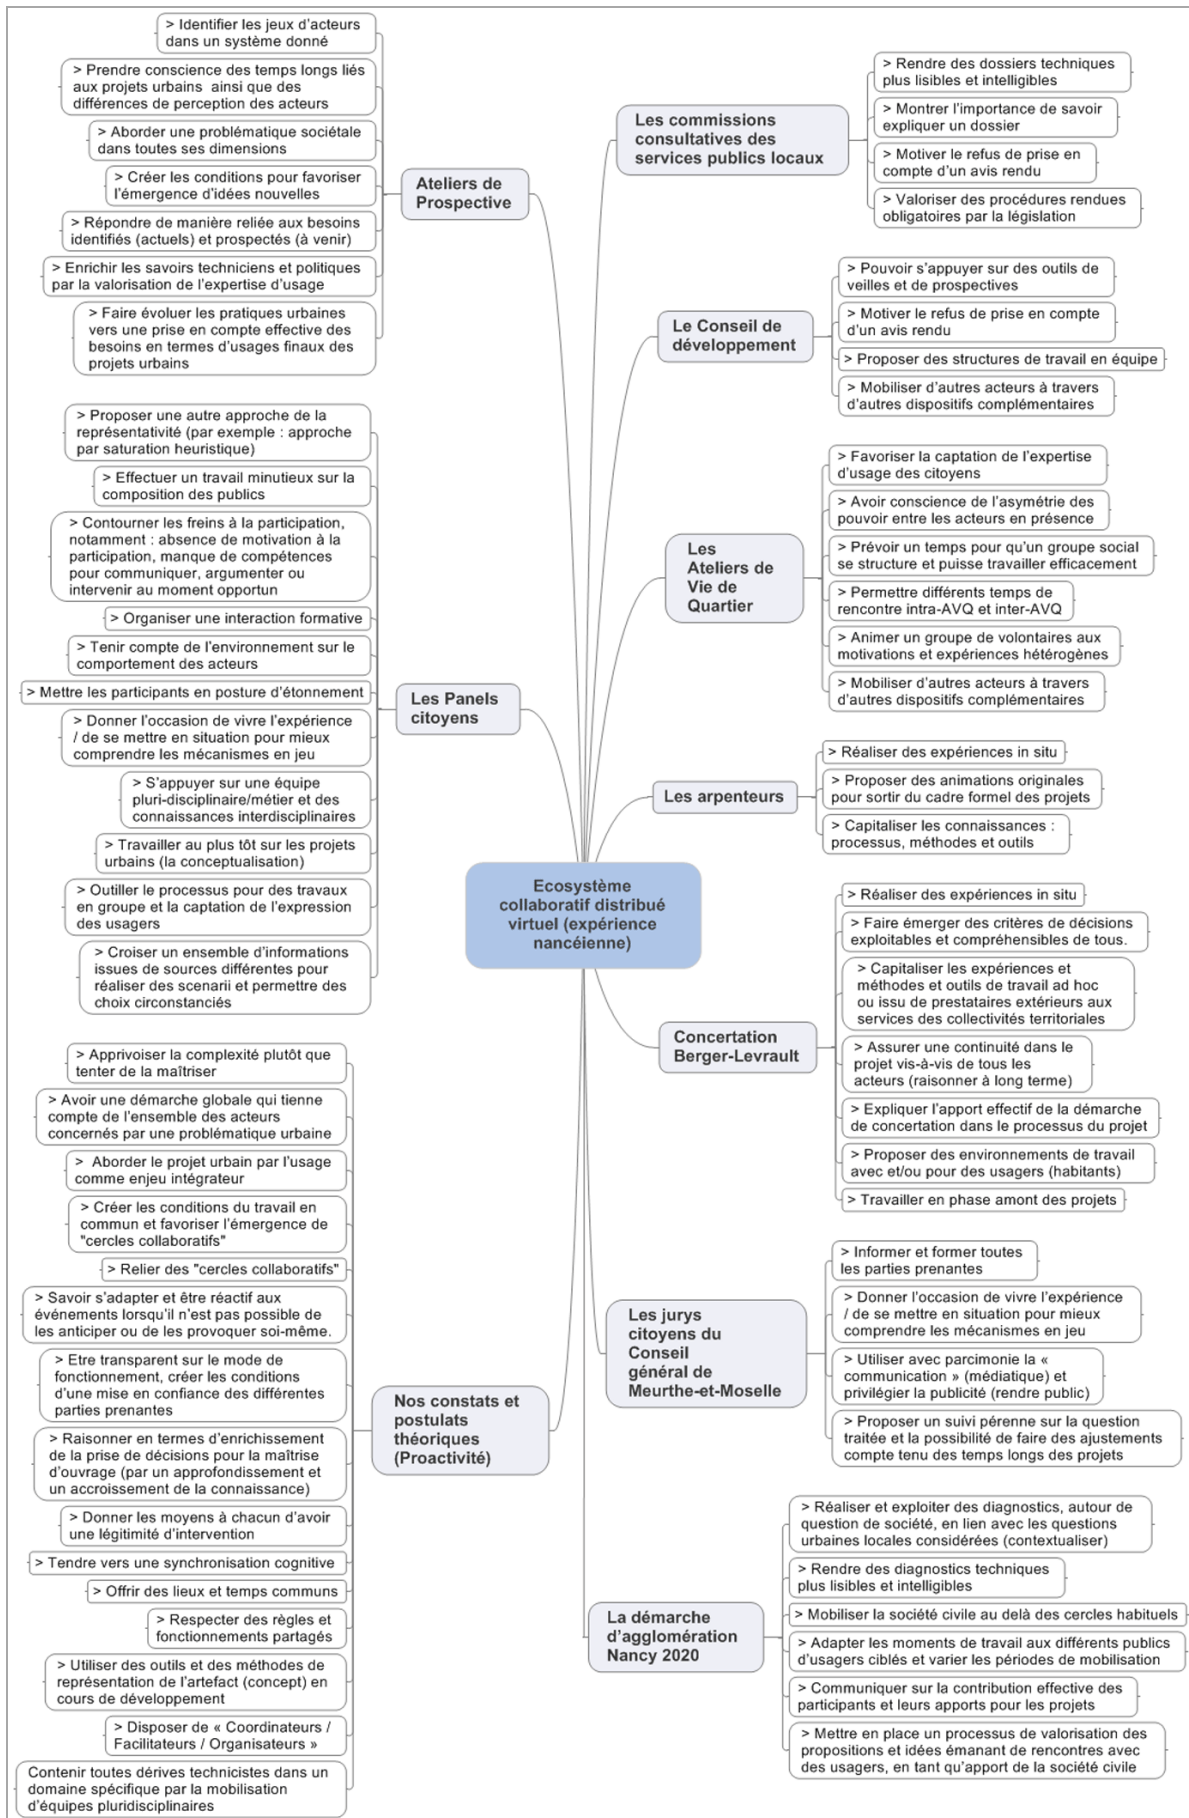 > Identifier les jeux d'acteurs
dans un système donné
> Prendre conscience des temps longs liés
aux projets urbains  ainsi que des
différences de perception des acteurs
> Aborder une problématique sociétale
dans toutes ses dimensions
> Créer les conditions pour favoriser
l'émergence d'idées nouvelles
> Répondre de manière reliée aux besoins
identifiés (actuels) et prospectés (à venir)
> Enrichir les savoirs techniciens et politiques
par la valorisation de l'expertise d'usage
> Faire évoluer les pratiques urbaines
vers une prise en compte effective des
besoins en termes d'usages finaux des
projets urbains
Ateliers de
Prospective
> Proposer une autre approche de la
représentativité (par exemple : approche
par saturation heuristique)
> Effectuer un travail minutieux sur la
composition des publics
> Contourner les freins à la participation,
notamment : absence de motivation à la
participation, manque de compétences
pour communiquer, argumenter ou
intervenir au moment opportun
> Organiser une interaction formative
> Tenir compte de l'environnement sur le
comportement des acteurs
> Mettre les participants en posture d'étonnement
> Donner l'occasion de vivre l'expérience
/ de se mettre en situation pour mieux
comprendre les mécanismes en jeu
> S'appuyer sur une équipe
pluri-disciplinaire/métier et des
connaissances interdisciplinaires
> Travailler au plus tôt sur les projets
urbains (la conceptualisation)
> Outiller le processus pour des travaux
en groupe et la captation de l'expression
des usagers
> Croiser un ensemble d'informations
issues de sources différentes pour
réaliser des scenarii et permettre des
choix circonstanciés
Les Panels
citoyens
> Apprivoiser la complexité plutôt que
tenter de la maîtriser
> Avoir une démarche globale qui tienne
compte de l'ensemble des acteurs
concernés par une problématique urbaine
>  Aborder le projet urbain par l'usage
comme enjeu intégrateur
> Créer les conditions du travail en
commun et favoriser l'émergence de
"cercles collaboratifs"
> Relier des "cercles collaboratifs"
> Savoir s'adapter et être réactif aux
événements lorsqu'il n'est pas possible de
les anticiper ou de les provoquer soi-même.
> Etre transparent sur le mode de
fonctionnement, créer les conditions
d'une mise en confiance des différentes
parties prenantes
> Raisonner en termes d'enrichissement
de la prise de décisions pour la maîtrise
d'ouvrage (par un approfondissement et
un accroissement de la connaissance)
> Donner les moyens à chacun d'avoir
une légitimité d'intervention
> Tendre vers une synchronisation cognitive
> Offrir des lieux et temps communs
> Respecter des règles et
fonctionnements partagés
> Utiliser des outils et des méthodes de
représentation de l'artefact (concept) en
cours de développement
> Disposer de « Coordinateurs /
Facilitateurs / Organisateurs »
Contenir toutes dérives technicistes dans un
domaine spécifique par la mobilisation
d'équipes pluridisciplinaires
Nos constats et
postulats
théoriques
(Proactivité)
Ecosystème
collaboratif distribué
virtuel (expérience
nancéienne)
Les commissions
consultatives des
services publics locaux
> Rendre des dossiers techniques
plus lisibles et intelligibles
> Montrer l'importance de savoir
expliquer un dossier
> Motiver le refus de prise en
compte d'un avis rendu
> Valoriser des procédures rendues
obligatoires par la législation
Le Conseil de
développement
> Pouvoir s'appuyer sur des outils de
veilles et de prospectives
> Motiver le refus de prise en compte
d'un avis rendu
> Proposer des structures de travail en équipe
> Mobiliser d'autres acteurs à travers
d'autres dispositifs complémentaires
Les
Ateliers de
Vie de
Quartier
> Favoriser la captation de l'expertise
d'usage des citoyens
> Avoir conscience de l'asymétrie des
pouvoir entre les acteurs en présence
> Prévoir un temps pour qu'un groupe social
se structure et puisse travailler efficacement
> Permettre différents temps de
rencontre intra-AVQ et inter-AVQ
> Animer un groupe de volontaires aux
motivations et expériences hétérogènes
> Mobiliser d'autres acteurs à travers
d'autres dispositifs complémentaires
Les arpenteurs
> Réaliser des expériences in situ
> Proposer des animations originales
pour sortir du cadre formel des projets
> Capitaliser les connaissances :
processus, méthodes et outils
Concertation
Berger-Levrault
> Réaliser des expériences in situ
> Faire émerger des critères de décisions
exploitables et compréhensibles de tous.
> Capitaliser les expériences et
méthodes et outils de travail ad hoc
ou issu de prestataires extérieurs aux
services des collectivités territoriales
> Assurer une continuité dans le
projet vis-à-vis de tous les
acteurs (raisonner à long terme)
> Expliquer l'apport effectif de la démarche
de concertation dans le processus du projet
> Proposer des environnements de travail
avec et/ou pour des usagers (habitants)
> Travailler en phase amont des projets
Les jurys
citoyens du
Conseil
général de
Meurthe-et-Moselle
> Informer et former toutes
les parties prenantes
> Donner l'occasion de vivre l'expérience
/ de se mettre en situation pour mieux
comprendre les mécanismes en jeu
> Utiliser avec parcimonie la «
communication » (médiatique) et
privilégier la publicité (rendre public)
> Proposer un suivi pérenne sur la question
traitée et la possibilité de faire des ajustements
compte tenu des temps longs des projets
La démarche
d'agglomération
Nancy 2020
> Réaliser et exploiter des diagnostics, autour de
question de société, en lien avec les questions
urbaines locales considérées (contextualiser)
> Rendre des diagnostics techniques
plus lisibles et intelligibles
> Mobiliser la société civile au delà des cercles habituels
> Adapter les moments de travail aux différents publics
d'usagers ciblés et varier les périodes de mobilisation
> Communiquer sur la contribution effective des
participants et leurs apports pour les projets
> Mettre en place un processus de valorisation des
propositions et idées émanant de rencontres avec
des usagers, en tant qu'apport de la société civile